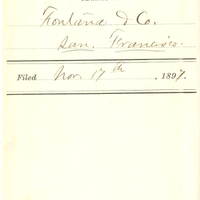 Fontana & Co.
San. Francisco.
Filed Nov 17th, 1897.